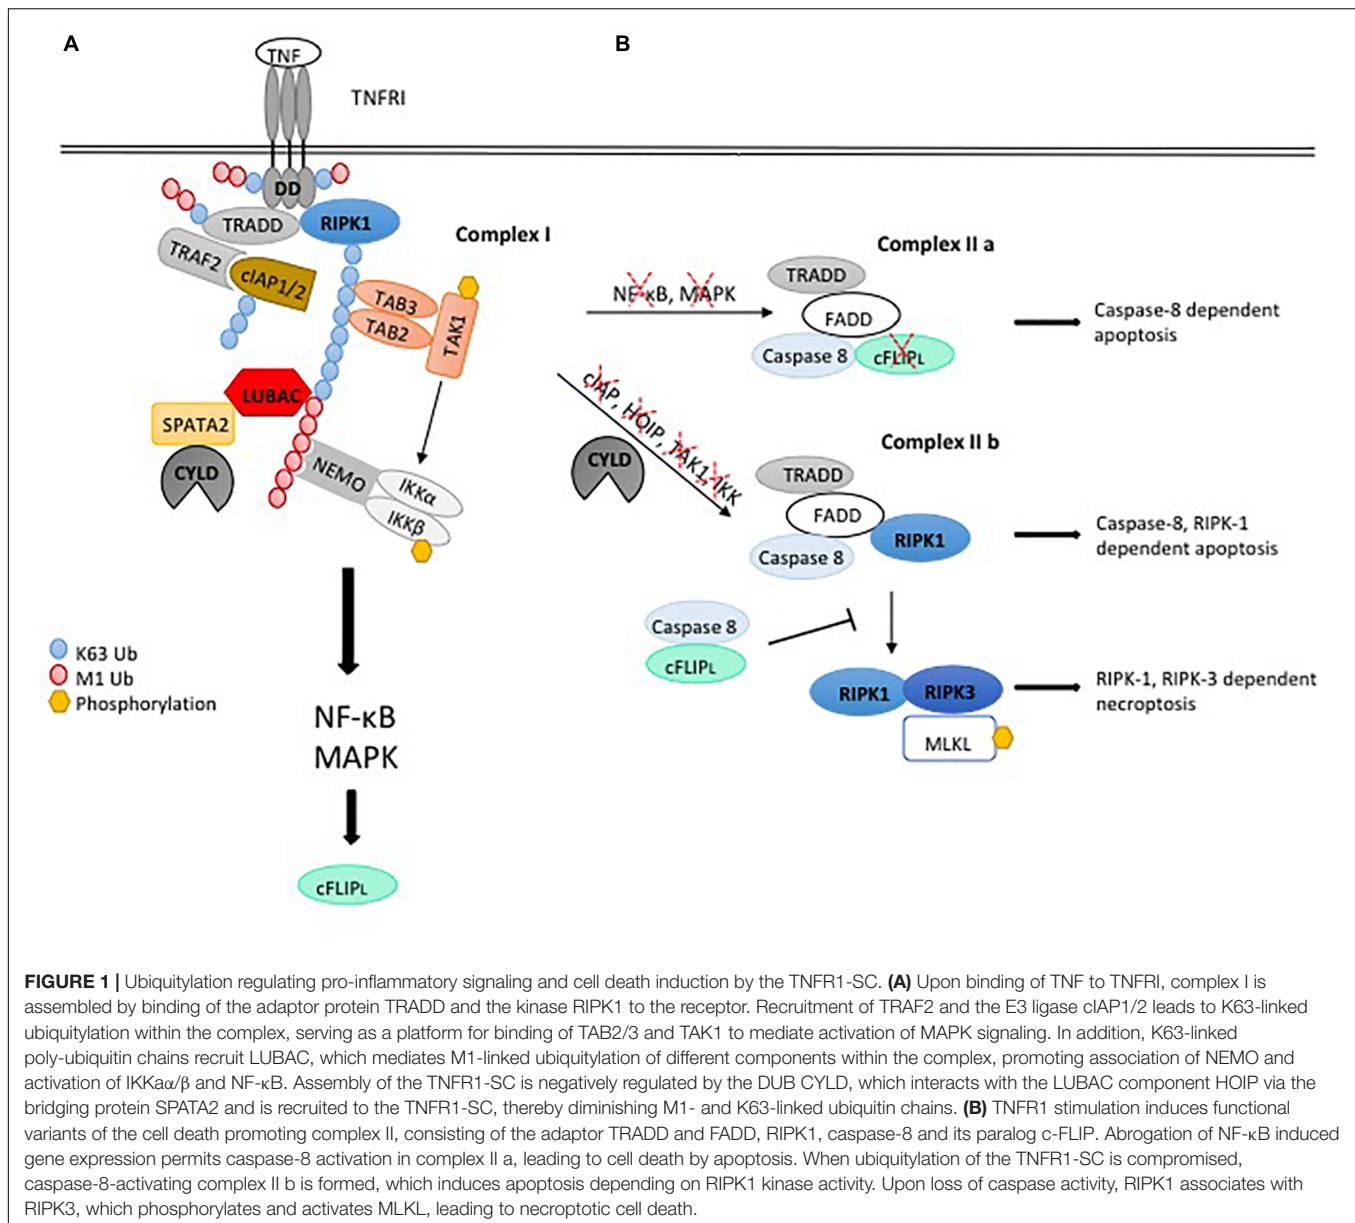 A
TNF
TNFRI
DD
TRADD
RIPK1
TRAF2
cIAP1/2
Complex I
TAB3
TAB2
TAK1
LUBAC
SPATA2
CYLD
NEMO
IKKα
IKKβ
K63 Ub
M1 Ub
Phosphorylation
NF-κB
MAPK
cFLIPL
B
Complex II a
NF-κB, MAPK
TRADD
FADD
Caspase 8
cFLIPL
Caspase-8 dependent
apoptosis
cIAP, HOIP, TAK1, IKK
CYLD
Complex II b
TRADD
FADD
RIPK1
Caspase 8
Caspase-8, RIPK-1
dependent apoptosis
Caspase 8
cFLIPL
RIPK1
RIPK3
MLKL
RIPK-1, RIPK-3 dependent
necroptosis
FIGURE 1 | Ubiquitylation regulating pro-inflammatory signaling and cell death induction by the TNFR1-SC. (A) Upon binding of TNF to TNFRI, complex I is
assembled by binding of the adaptor protein TRADD and the kinase RIPK1 to the receptor. Recruitment of TRAF2 and the E3 ligase cIAP1/2 leads to K63-linked
ubiquitylation within the complex, serving as a platform for binding of TAB2/3 and TAK1 to mediate activation of MAPK signaling. In addition, K63-linked
poly-ubiquitin chains recruit LUBAC, which mediates M1-linked ubiquitylation of different components within the complex, promoting association of NEMO and
activation of IKKaα/β and NF-κB. Assembly of the TNFR1-SC is negatively regulated by the DUB CYLD, which interacts with the LUBAC component HOIP via the
bridging protein SPATA2 and is recruited to the TNFR1-SC, thereby diminishing M1- and K63-linked ubiquitin chains. (B) TNFR1 stimulation induces functional
variants of the cell death promoting complex II, consisting of the adaptor TRADD and FADD, RIPK1, caspase-8 and its paralog c-FLIP. Abrogation of NF-κB induced
gene expression permits caspase-8 activation in complex II a, leading to cell death by apoptosis. When ubiquitylation of the TNFR1-SC is compromised,
caspase-8-activating complex II b is formed, which induces apoptosis depending on RIPK1 kinase activity. Upon loss of caspase activity, RIPK1 associates with
RIPK3, which phosphorylates and activates MLKL, leading to necroptotic cell death.